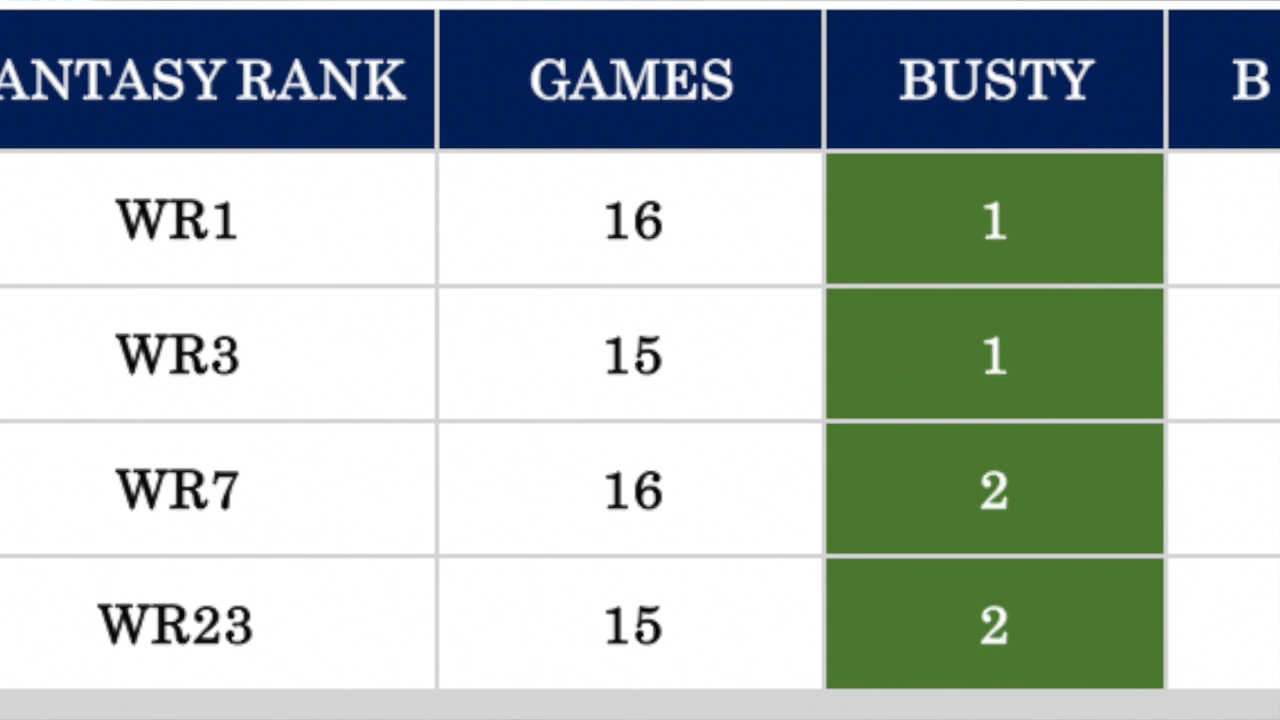 ANTASY RANK GAMES BUSTY B
WR1 16 1
WR3 15 1
WR7 16 2
WR23 15 2